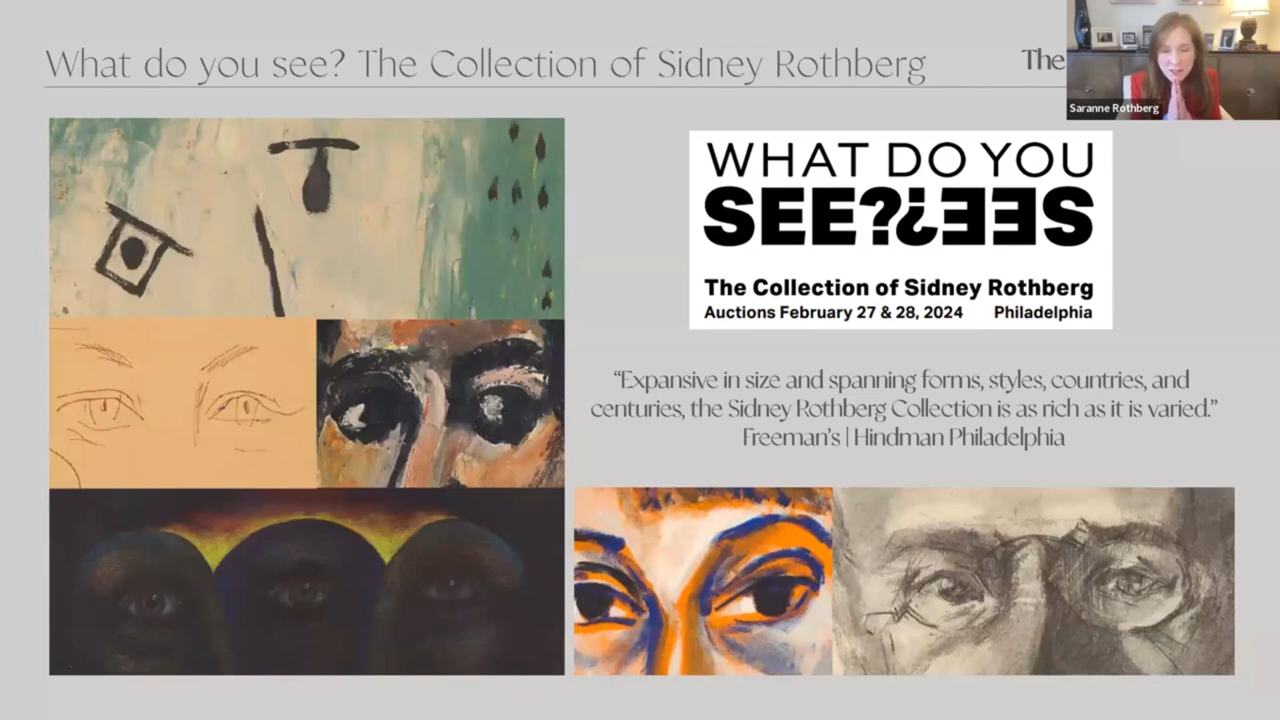 What do you see? The Collection of Sidney Rothberg
The
Saranne Rothberg
WHAT DO YOU
SEE?¿ƎƎS
The Collection of Sidney Rothberg
Auctions February 27 & 28, 2024 Philadelphia
“Expansive in size and spanning forms, styles, countries, and
centuries, the Sidney Rothberg Collection is as rich as it is varied.”
Freeman’s | Hindman Philadelphia